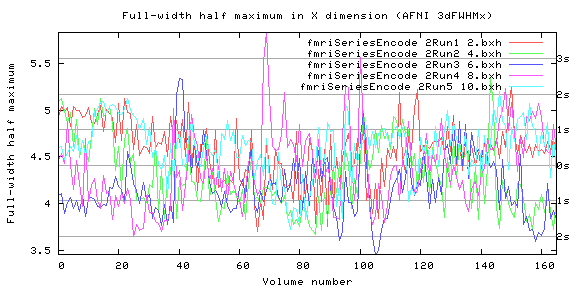 Full-width half maximum in X dimension (AFNI 3dFWHMx)
fmriSeriesEncode 2Run1 2.bxh
fmriSeriesEncode 2Run2 4.bxh
fmriSeriesEncode 2Run3 6.bxh
fmriSeriesEncode 2Run4 8.bxh
fmriSeriesEncode 2Run5 10.bxh
Full-width half maximum
5.5
5
4.5
4
3.5
3s
2s
1s
0s
1s
2s
0 20 40 60 80 100 120 140 160
Volume number